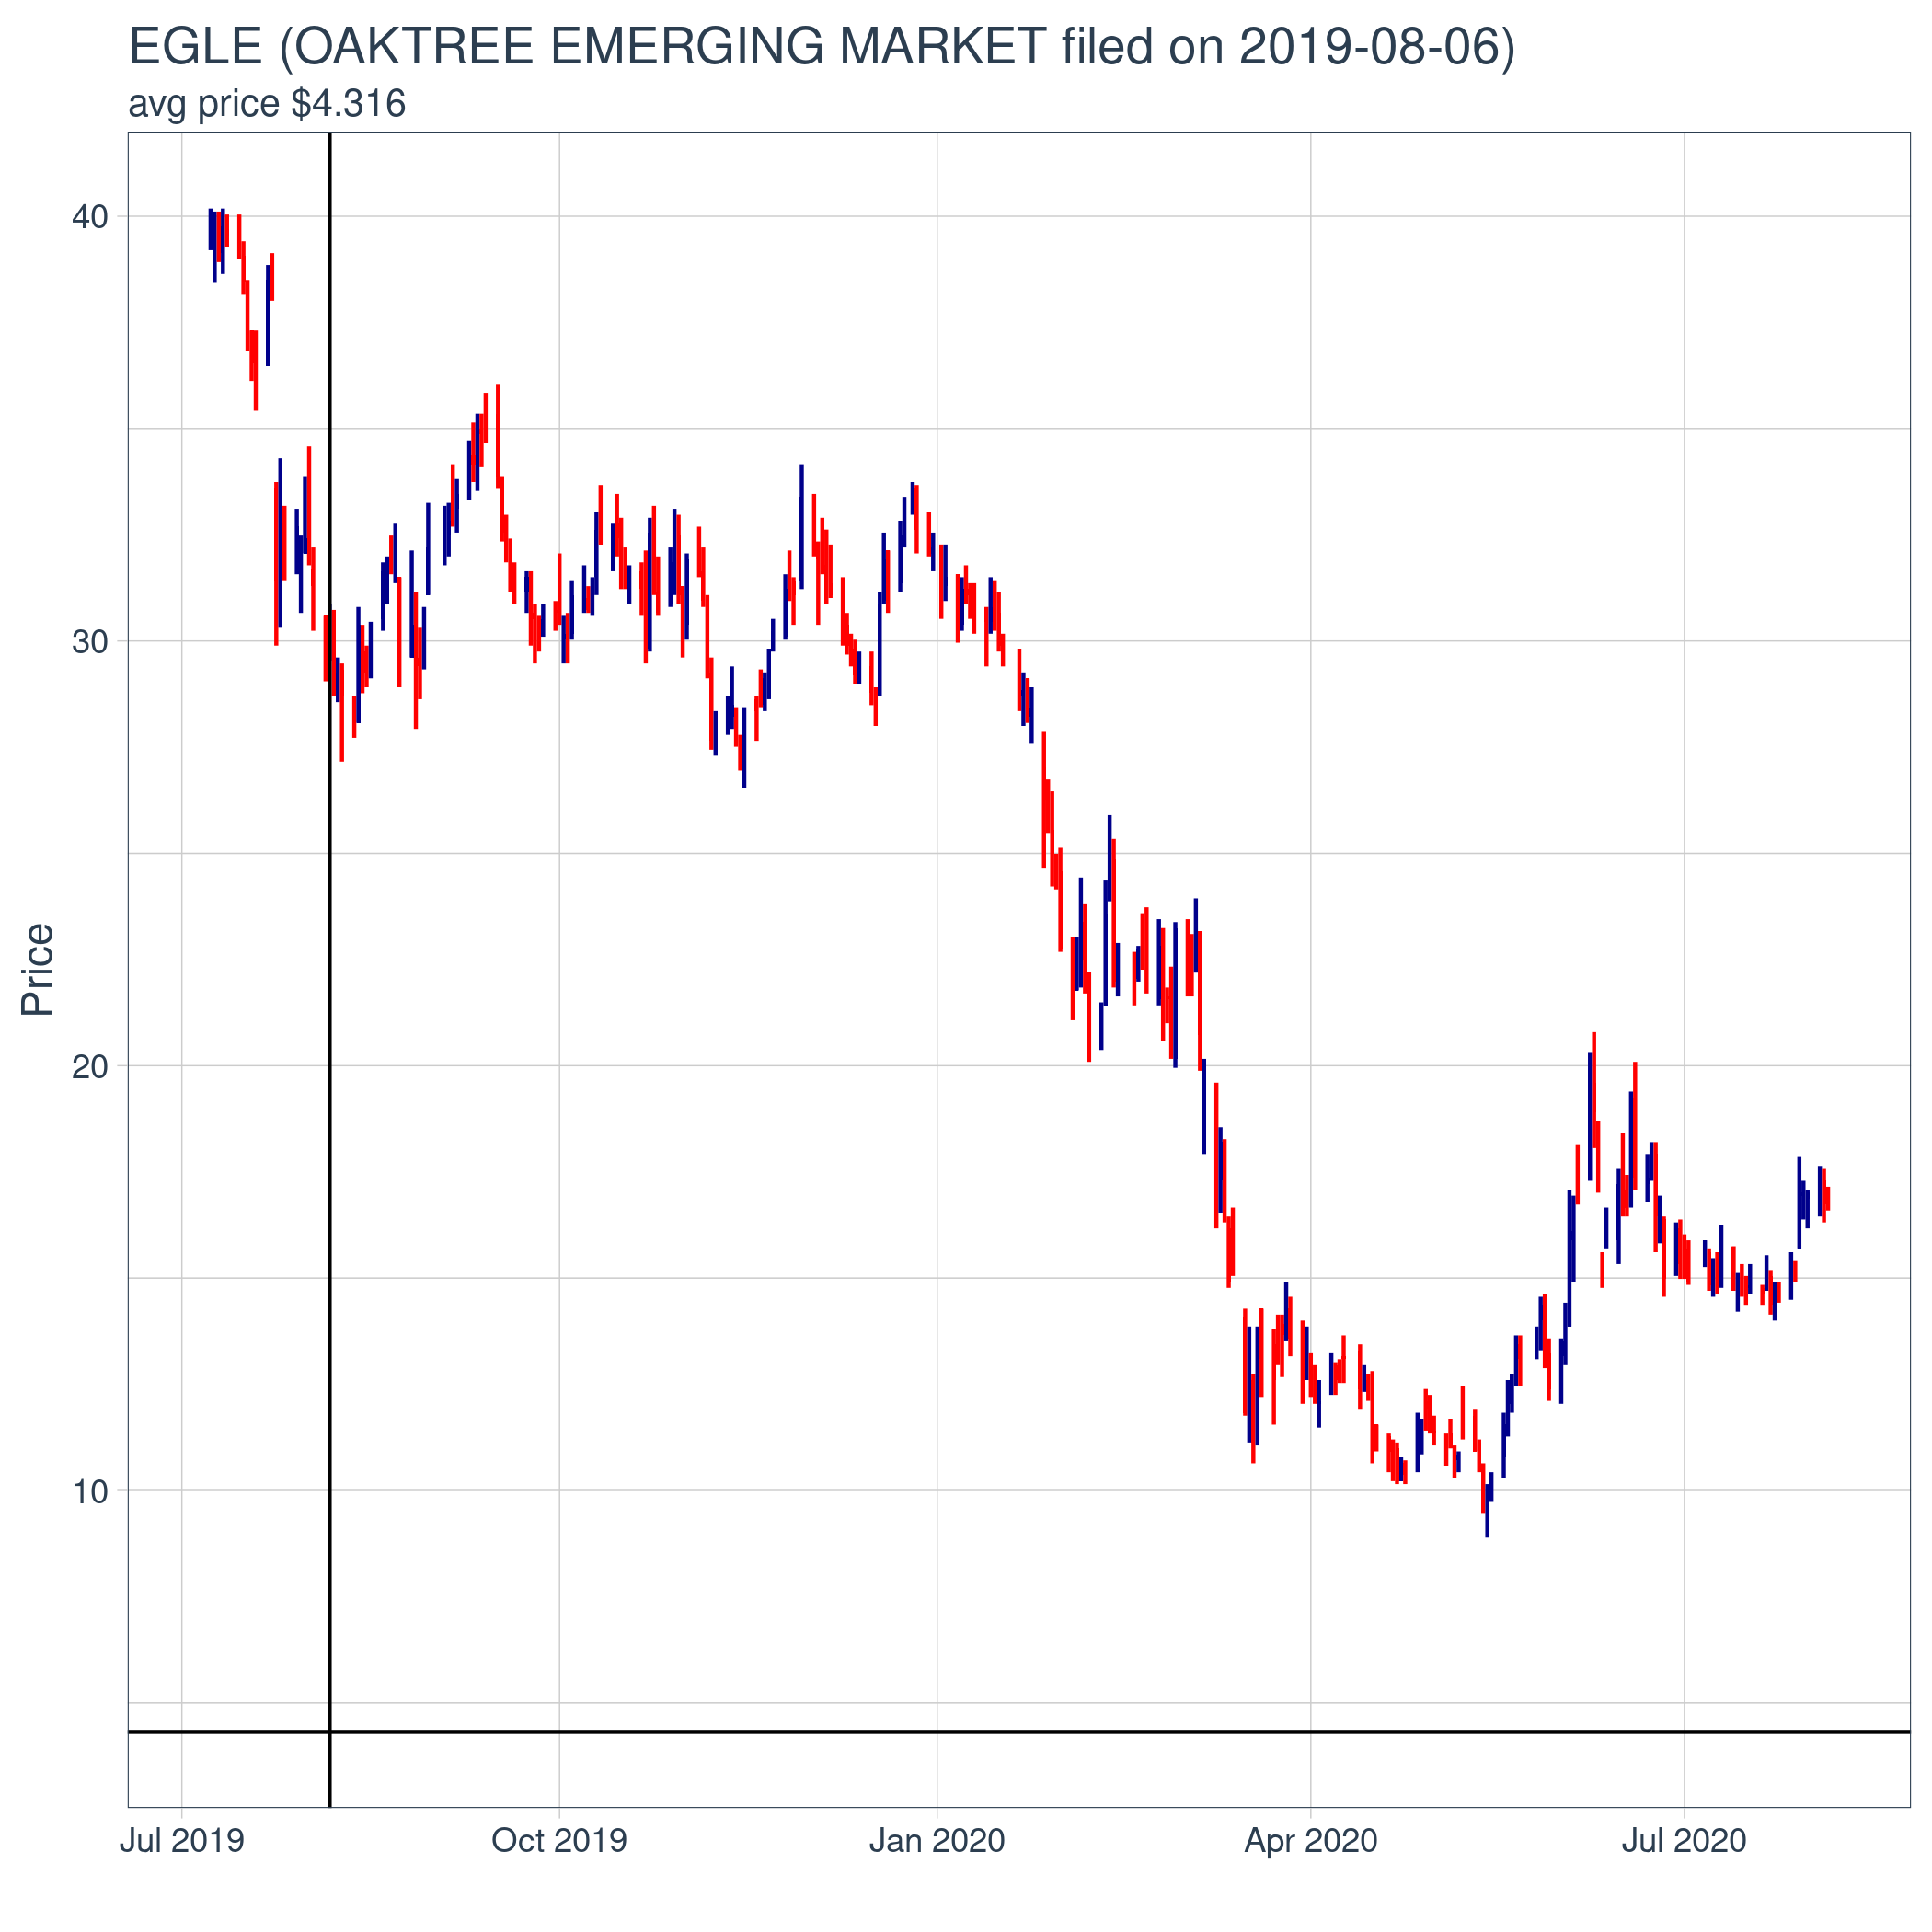 EGLE (OAKTREE EMERGING MARKET filed on 2019-08-06)
avg price $4.316
40
30
20
10
Price
Jul 2019
Oct 2019
Jan 2020
Apr 2020
Jul 2020